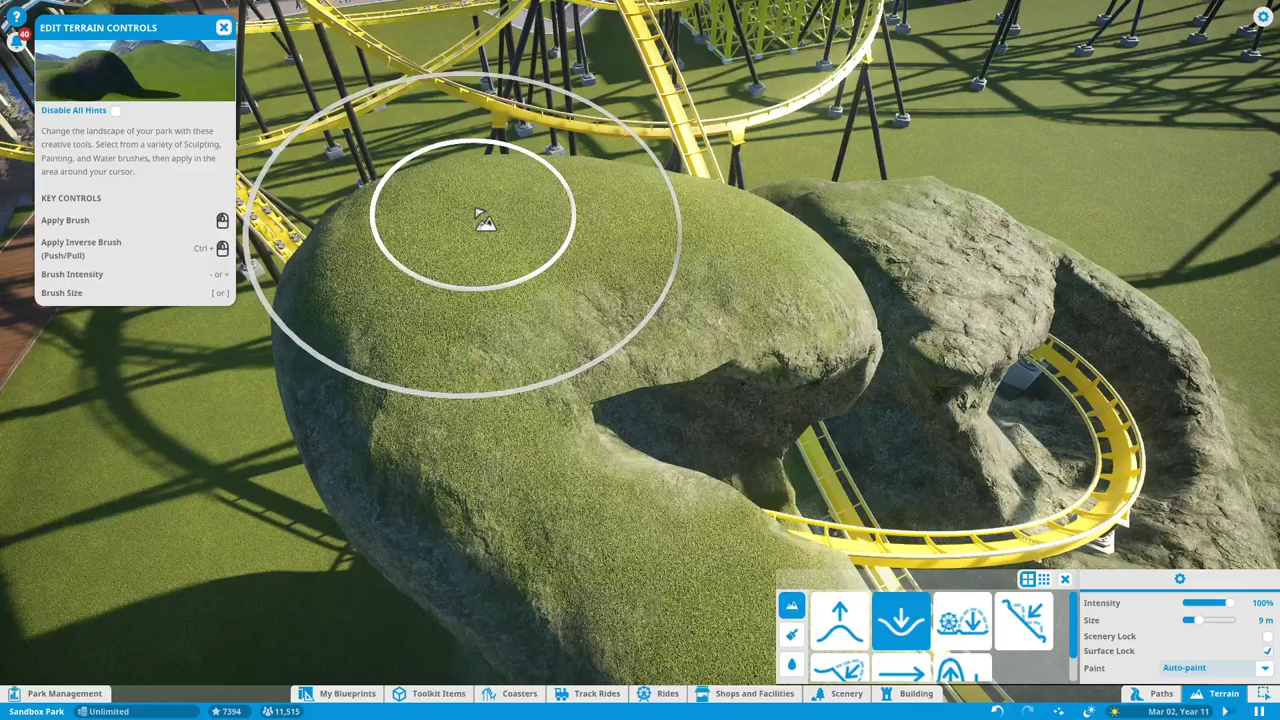 ?
EDIT TERRAIN CONTROLS
40
Disable All Hints
Change the landscape of your park with these
creative tools. Select from a variety of Sculpting,
Painting, and Water brushes, then apply in the
area around your cursor.
KEY CONTROLS
Apply Brush
Apply Inverse Brush
(Push/Pull)
Ctrl +
Brush Intensity - or =
Brush Size [ or ]
Intensity 100%
Size 9 m
Scenery Lock
Surface Lock
Paint Auto-paint
Park Management
My Blueprints
Toolkit Items
Coasters
Track Rides
Rides
Shops and Facilities
Scenery
Building
Paths
Terrain
Sandbox Park
Unlimited
7394
11,515
Mar 02, Year 11